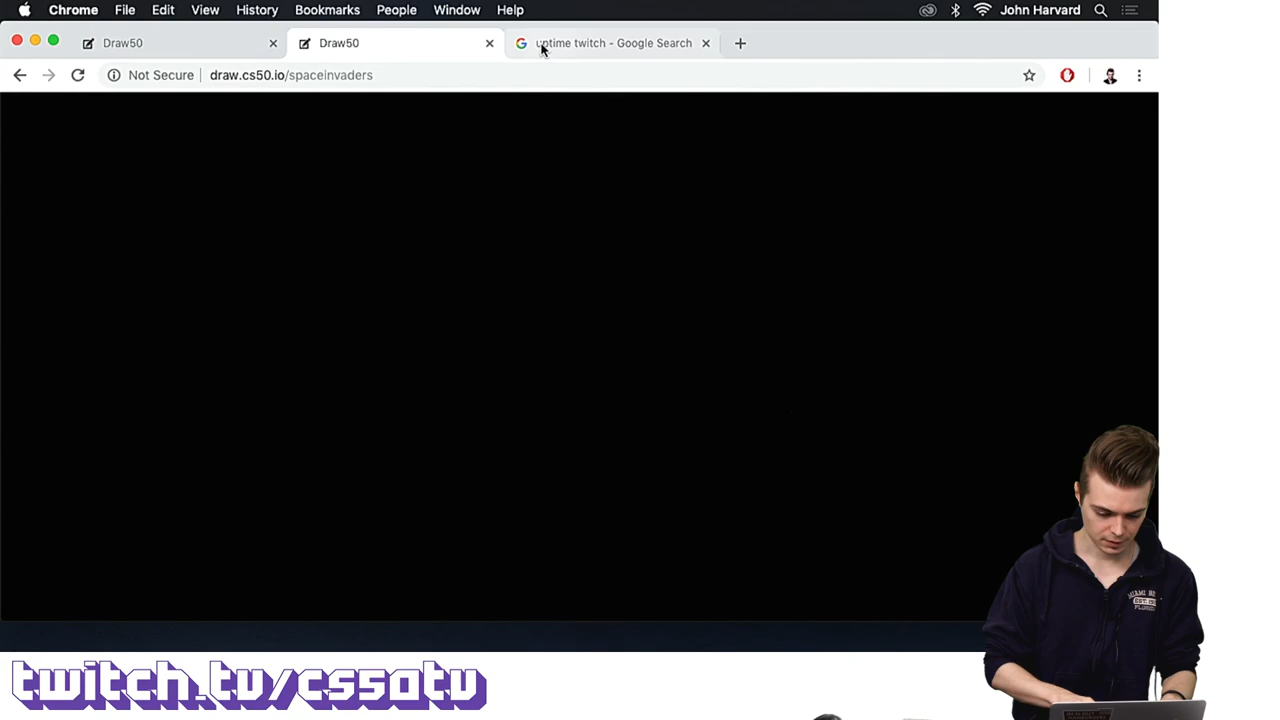 Chrome File Edit View History Bookmarks People Window Help John Harvard
Draw50 Draw50 uptime twitch - Google Search
Not Secure draw.cs50.io/spaceinvaders
MIAMI
twitch.tv/cs50tv